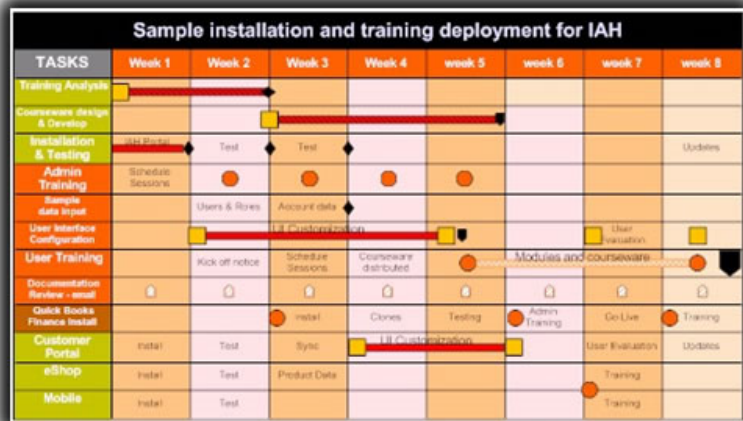 Sample installation and training deployment for IAH
TASKS Week 1 Week 2 Week 3 Week 4 week 5 week 6 week 7 week 8
Training Analysis
Courseware design
& Develop
Installation
& Testing
IAH Portal Test Test Updates
Admin
Training
Schedule
Sessions
Sample
data input
Users & Roles Account data
User Interface
Configuration
UI Customization
User
Evaluation
User Training
Kick off notice
Schedule
Sessions
Courseware
distributed
Modules and courseware
Documentation
Review - email
Quick Books
Finance Install
Install Clones Testing
Admin
Training
Go Live Training
Customer
Portal
Install Test Sync UI Customization User Evaluation Updates
eShop Install Test Product Data Training
Mobile Install Test Training